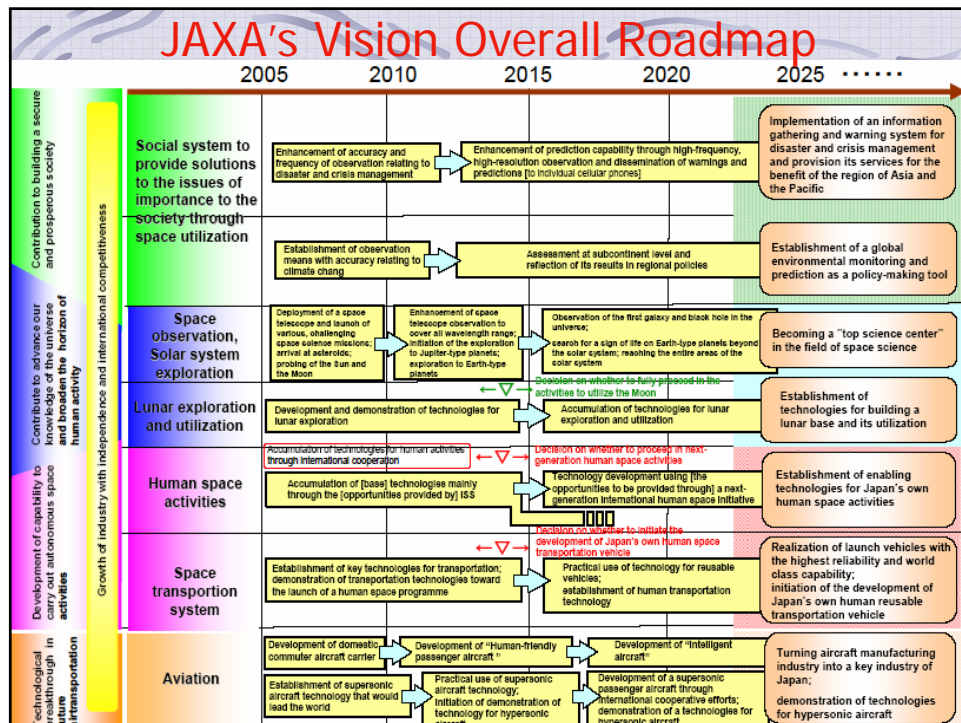 JAXA's Vision Overall Roadmap
2005
2010
2015
2020
2025 ······
Contribution to building a secure
and prosperous society
Contribute to advance our
knowledge of the universe
and broaden the horizon of
human activity
Development of capability to
carry out autonomous space
activities
Technological
breakthrough in
uture
irtransportation
Growth of industry with independence and international competitiveness
Social system to
provide solutions
to the issues of
importance to the
society through
space utilization
Enhancement of accuracy and
frequency of observation relating to
disaster and crisis management
Enhancement of prediction capability through high-frequency,
high-resolution observation and dissemination of warnings and
predictions [to individual cellular phones]
Implementation of an information
gathering and warning system for
disaster and crisis management
and provision its services for the
benefit of the region of Asia and
the Pacific
Establishment of observation
means with accuracy relating to
climate chang
Assessment at subcontinent level and
reflection of its results in regional policies
Establishment of a global
environmental monitoring and
prediction as a policy-making tool
Space
observation,
Solar system
exploration
Deployment of a space
telescope and launch of
various, challenging
space science missions;
arrival at asteroids;
probing of the Sun and
the Moon
Enhancement of space
telescope observation to
cover all wavelength range;
initiation of the exploration
to Jupiter-type planets;
exploration to Earth-type
planets
Observation of the first galaxy and black hole in the
universe;
search for a sign of life on Earth-type planets beyond
the solar system; reaching the entire areas of the
solar system
Becoming a "top science center"
in the field of space science
Lunar exploration
and utilization
Decision on whether to fully proceed in the
activities to utilize the Moon
Development and demonstration of technologies for
lunar exploration
Accumulation of technologies for lunar
exploration and utilization
Establishment of
technologies for building a
lunar base and its utilization
Human space
activities
Accumulation of technologies for human activities
through international cooperation
Decision on whether to proceed in next-
generation human space activities
Accumulation of [base] technologies mainly
through the [opportunities provided by] ISS
Technology development using [the
opportunities to be provided through] a next-
generation International human space initiative
Establishment of enabling
technologies for Japan's own
human space activities
Space
transportion
system
Decision on whether to initiate the
development of Japan's own human space
transportation vehicle
Establishment of key technologies for transportation;
demonstration of transportation technologies toward
the launch of a human space programme
Practical use of technology for reusable
vehicles;
establishment of human transportation
technology
Realization of launch vehicles with
the highest reliability and world
class capability;
initiation of the development of
Japan's own human reusable
transportation vehicle
Aviation
Development of domestic
commuter aircraft carrier
Development of "Human-friendly
passenger aircraft "
Development of "Intelligent
aircraft"
Establishment of supersonic
aircraft technology that would
lead the world
Practical use of supersonic
aircraft technology;
Initiation of demonstration of
technology for hypersonic
aircraft
Development of a supersonic
passenger aircraft through
international cooperative efforts;
demonstration of a technologies for
hypersonic aircraft
Turning aircraft manufacturing
industry into a key industry of
Japan;
demonstration of technologies
for hypersonic aircraft